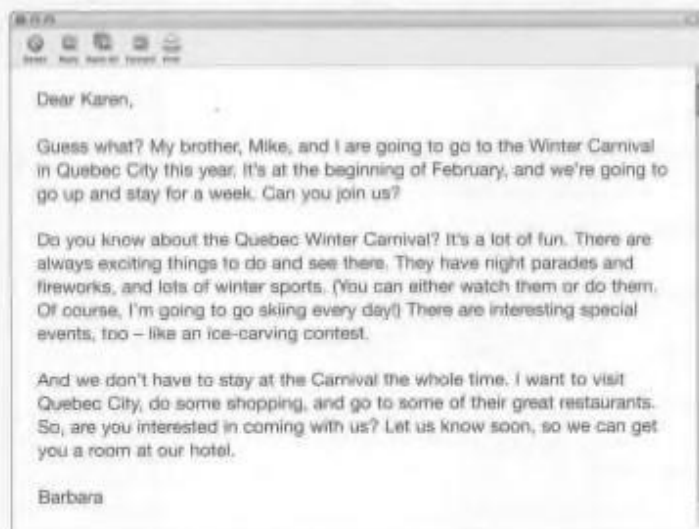 Dear Karen,
Guess what? My brother, Mike, and I are going to go to the Winter Carnival
in Quebec City this year. It's at the beginning of February, and we're going to
go up and stay for a week. Can you join us?
Do you know about the Quebec Winter Carnival? It's a lot of fun. There are
always exciting things to do and see there. They have night parades and
fireworks, and lots of winter sports. (You can either watch them or do them.
Of course, I'm going to go skiing every day!) There are interesting special
events, too – like an ice-carving contest.
And we don't have to stay at the Carnival the whole time. I want to visit
Quebec City, do some shopping, and go to some of their great restaurants.
So, are you interested in coming with us? Let us know soon, so we can get
you a room at our hotel.
Barbara